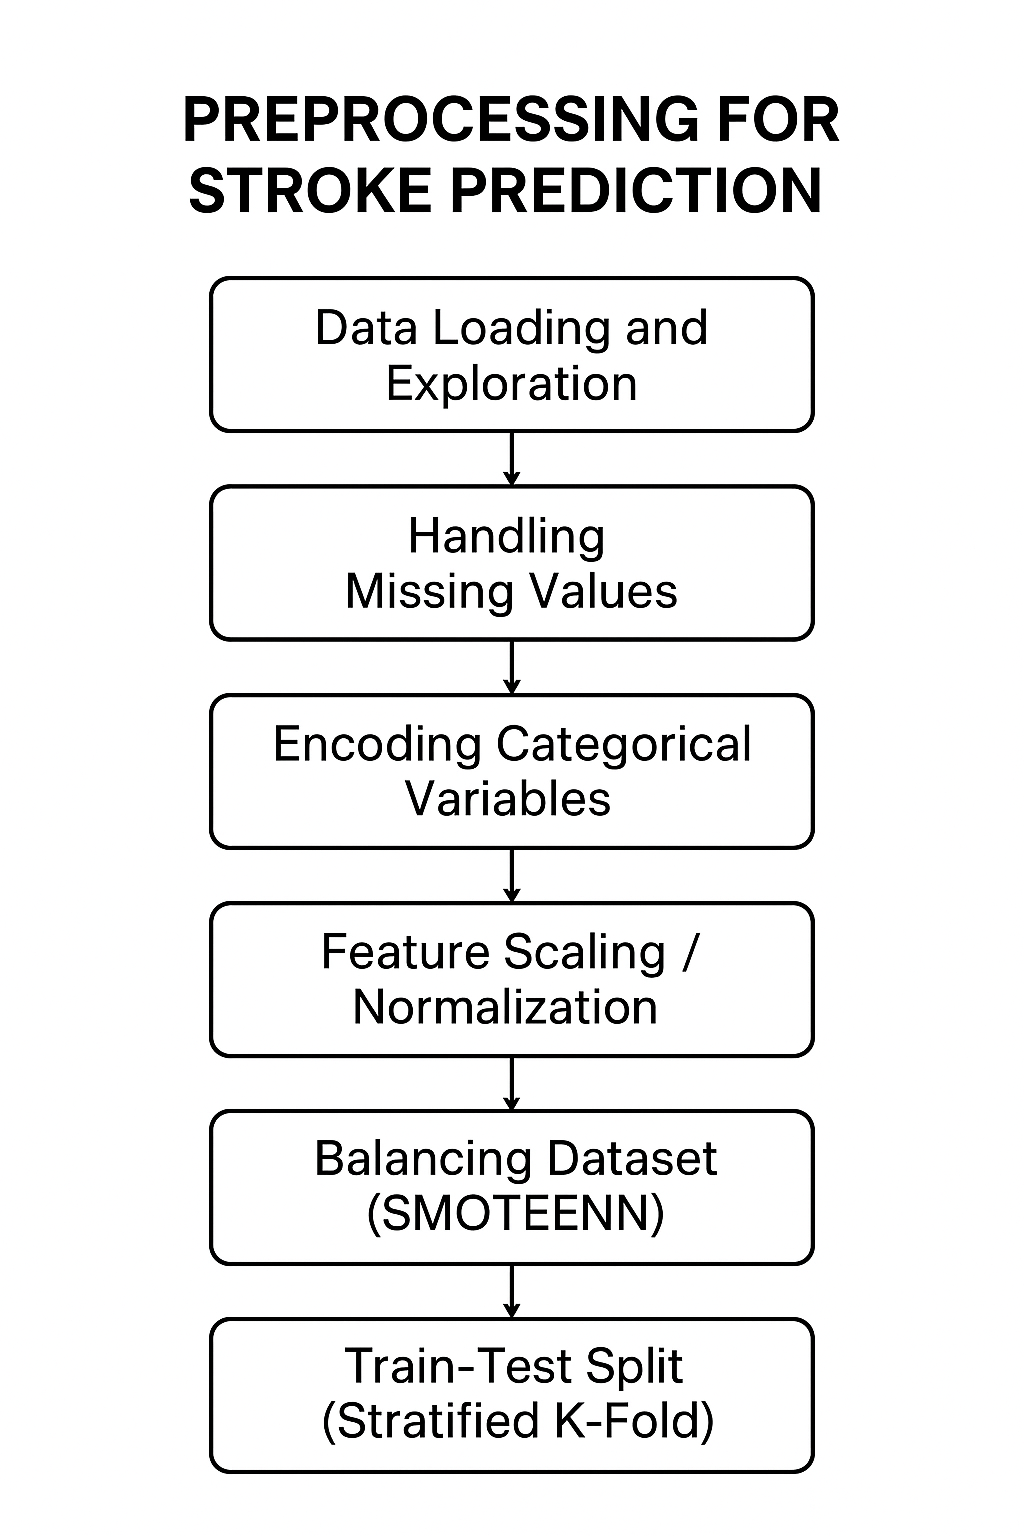 PREPROCESSING FOR
STROKE PREDICTION
Data Loading and
Exploration
Handling
Missing Values
Encoding Categorical
Variables
Feature Scaling /
Normalization
Balancing Dataset
(SMOTEENN)
Train-Test Split
(Stratified K-Fold)